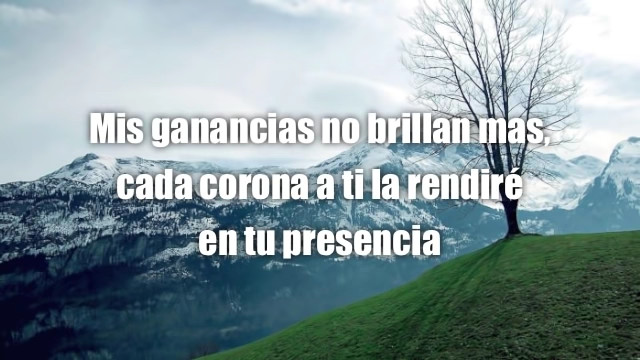 Mis ganancias no brillan mas,
cada corona a ti la rendiré
en tu presencia